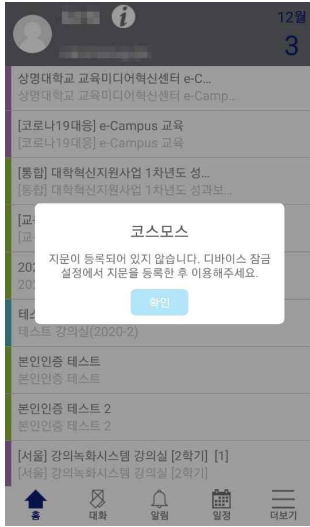 12월
3
상명대학교 교육미디어혁신센터 e-C...
상명대학교 교육미디어혁신센터 e-Camp...
[코로나19대응] e-Campus 교육
[코로나19대응] e-Campus 교육
[통합] 대학혁신지원사업 1차년도 성...
[통합] 대학혁신지원사업 1차년도 성과보...
[교
[교
코스모스
지문이 등록되어 있지 않습니다. 디바이스 잠금
설정에서 지문을 등록한 후 이용해주세요.
확인
202
202
테스
테스트 강의실(2020-2)
본인인증 테스트
본인인증 테스트
본인인증 테스트 2
본인인증 테스트 2
[서울] 강의녹화시스템 강의실 [2학기] [1]
[서울] 강의녹화시스템 강의실 [2학기]
홈
대화
알림
일정
더보기